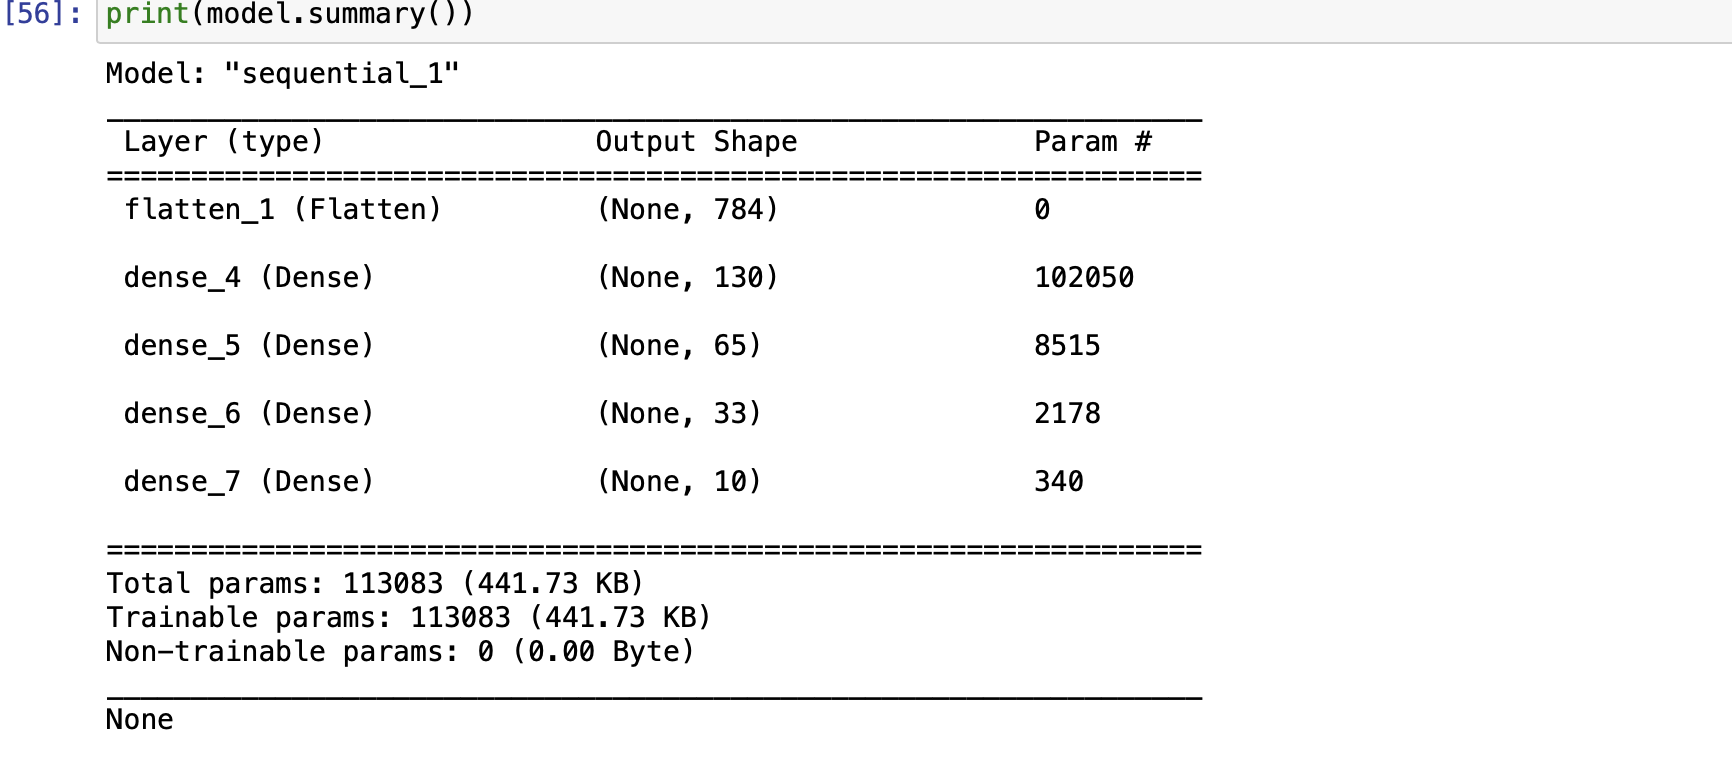 [56]: print(model.summary())
Model: "sequential_1"
_________________________________________________________________
Layer (type) Output Shape Param #
=================================================================
flatten_1 (Flatten) (None, 784) 0
dense_4 (Dense) (None, 130) 102050
dense_5 (Dense) (None, 65) 8515
dense_6 (Dense) (None, 33) 2178
dense_7 (Dense) (None, 10) 340
=================================================================
Total params: 113083 (441.73 KB)
Trainable params: 113083 (441.73 KB)
Non-trainable params: 0 (0.00 Byte)
_________________________________________________________________
None